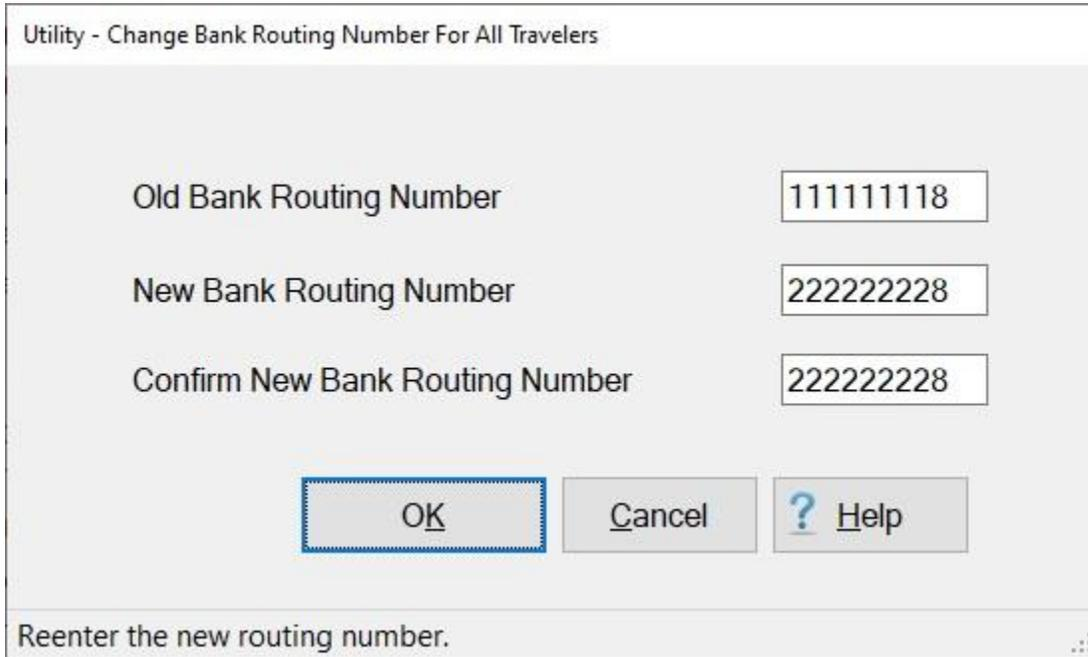 Utility - Change Bank Routing Number For All Travelers
Old Bank Routing Number 111111118
New Bank Routing Number 222222228
Confirm New Bank Routing Number 222222228
OK Cancel ? Help
Reenter the new routing number.